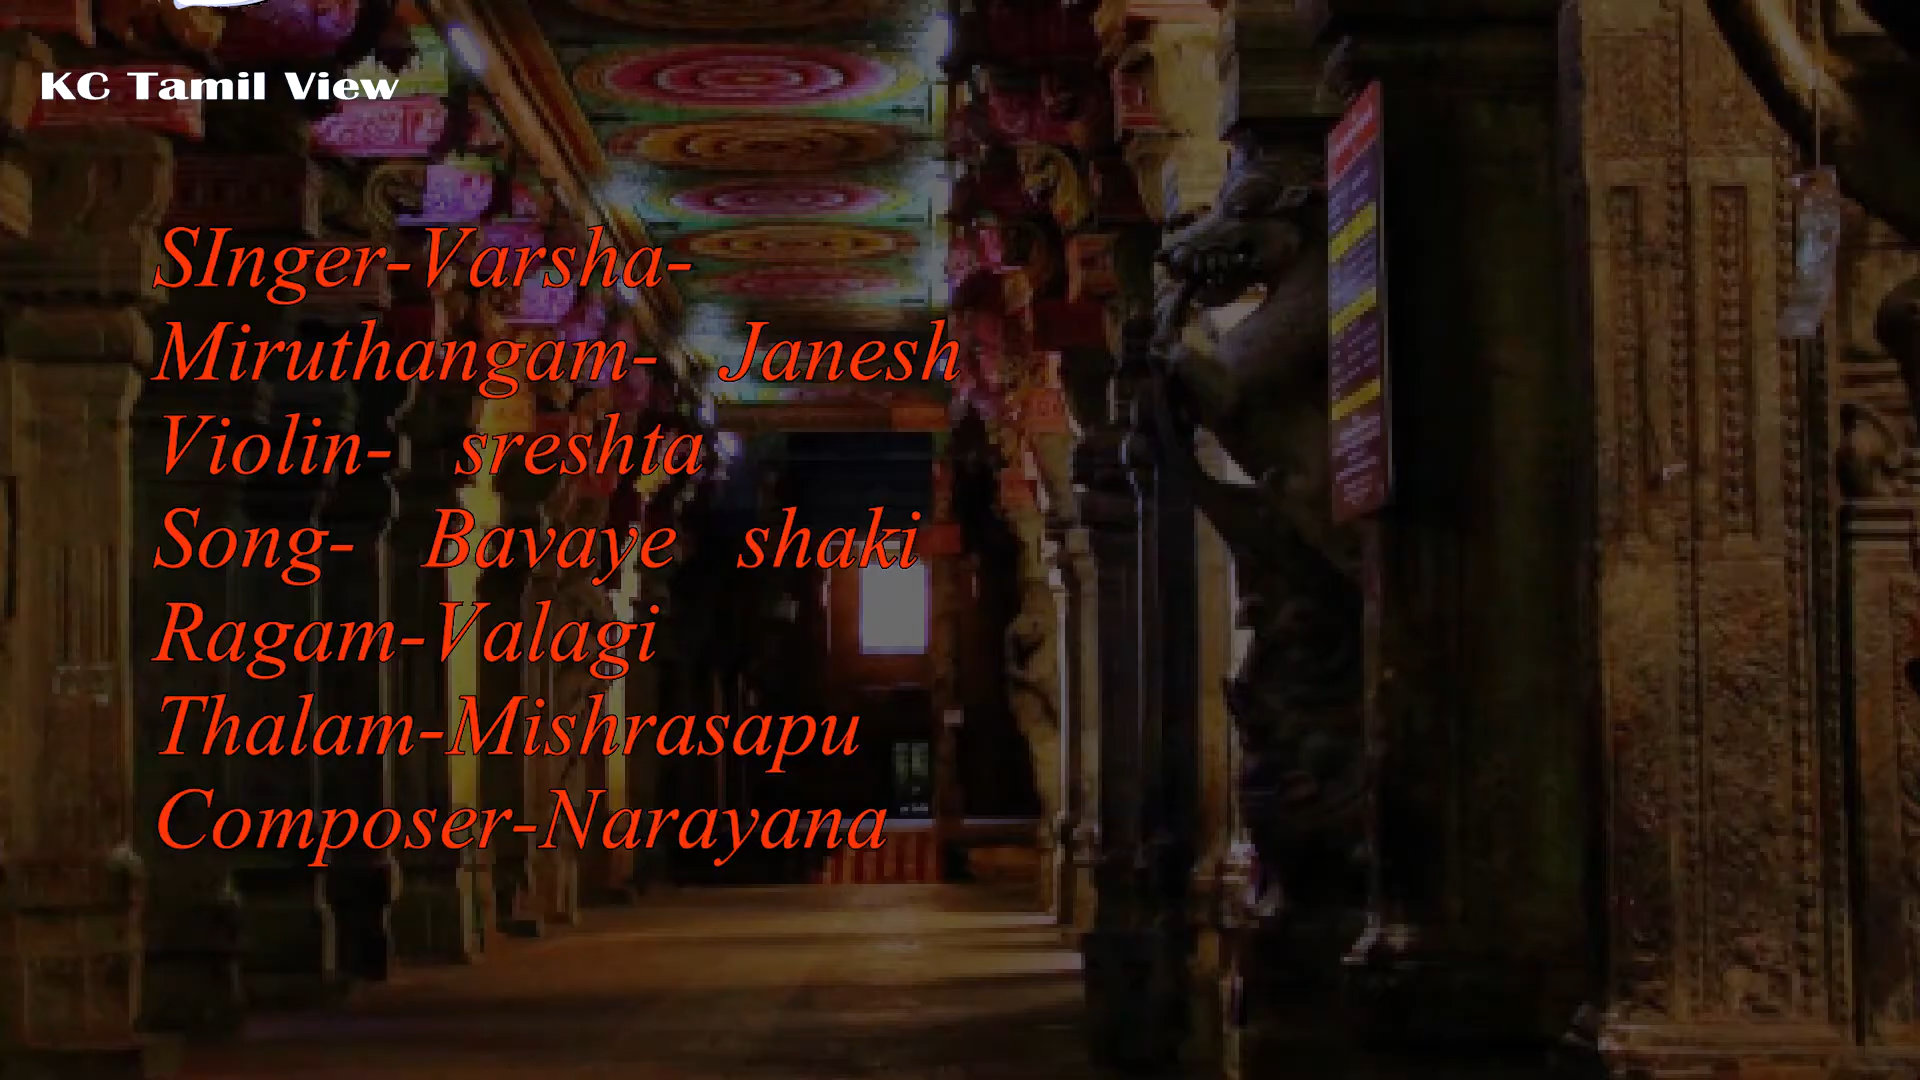 KC Tamil View
SInger-Varsha-
Miruthangam- Janesh
Violin- sreshta
Song- Bavaye shaki
Ragam-Valagi
Thalam-Mishrasapu
Composer-Narayana